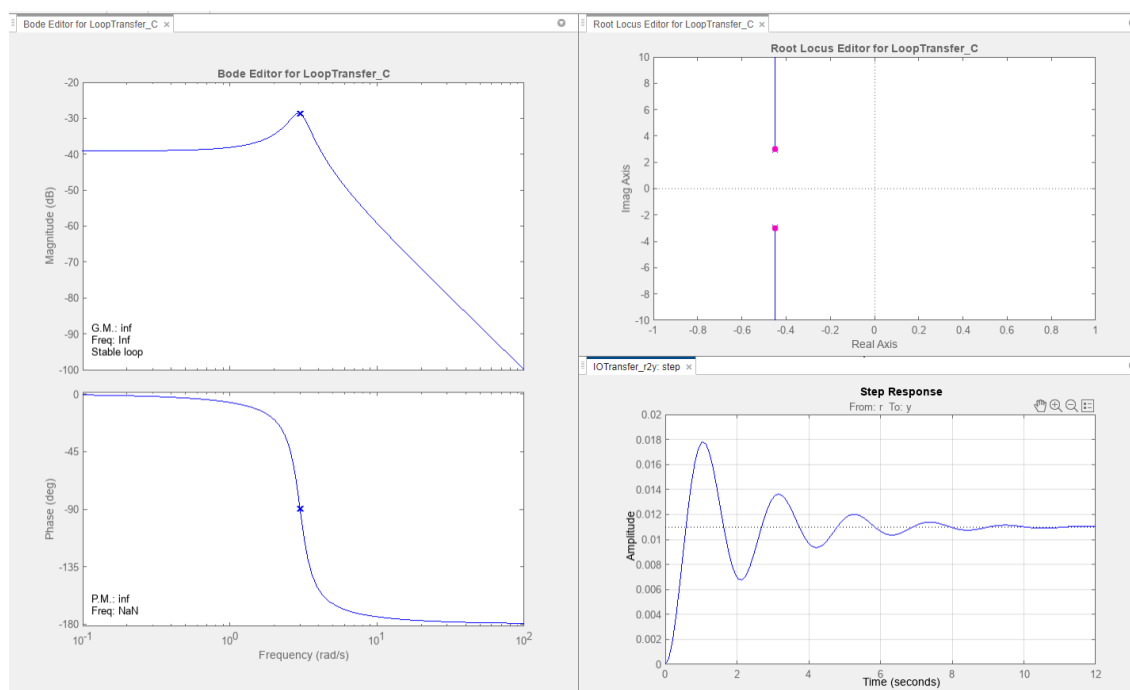 Bode Editor for LoopTransfer_C ×
Bode Editor for LoopTransfer_C
Magnitude (dB)
-20
-30
-40
-50
-60
-70
-80
-90
-100
G.M.: inf
Freq: Inf
Stable loop
Phase (deg)
0
-45
-90
-135
-180
P.M.: inf
Freq: NaN
10-1 100 101 102
Frequency (rad/s)
Root Locus Editor for LoopTransfer_C ×
Root Locus Editor for LoopTransfer_C
Imag Axis
10
8
6
4
2
0
-2
-4
-6
-8
-10
-1 -0.8 -0.6 -0.4 -0.2 0 0.2 0.4 0.6 0.8 1
Real Axis
IOTransfer_r2y: step ×
Step Response
From: r To: y
Amplitude
0.02
0.018
0.016
0.014
0.012
0.01
0.008
0.006
0.004
0.002
0
0 2 4 6 8 10 12
Time (seconds)